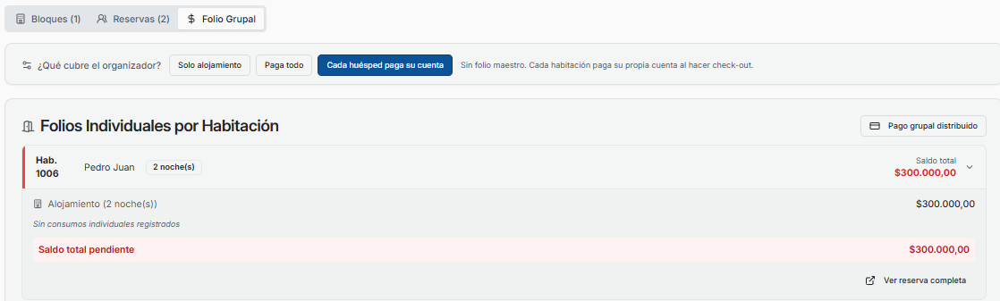 Bloques (1) Reservas (2) Folio Grupal
¿Qué cubre el organizador? Solo alojamiento Paga todo Cada huésped paga su cuenta Sin folio maestro. Cada habitación paga su propia cuenta al hacer check-out.
Folios Individuales por Habitación Pago grupal distribuido
Hab. 1006 Pedro Juan 2 noche(s) Saldo total $300.000,00
Alojamiento (2 noche(s)) $300.000,00
Sin consumos individuales registrados
Saldo total pendiente $300.000,00
Ver reserva completa